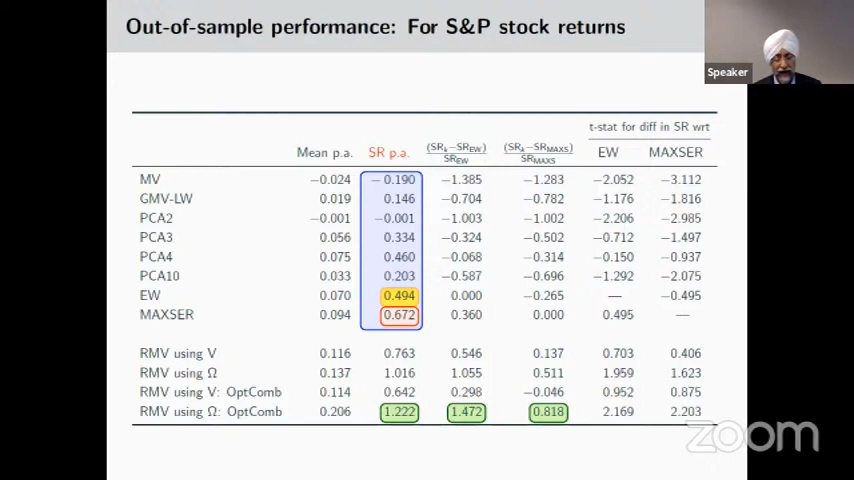 Out-of-sample performance: For S&P stock returns
Speaker
t-stat for diff in SR wrt
Mean p.a. SR p.a. (SRk−SREW)/SREW (SRk−SRMAXS)/SRMAXS EW MAXSER
MV −0.024 −0.190 −1.385 −1.283 −2.052 −3.112
GMV-LW 0.019 0.146 −0.704 −0.782 −1.176 −1.816
PCA2 −0.001 −0.001 −1.003 −1.002 −2.206 −2.985
PCA3 0.056 0.334 −0.324 −0.502 −0.712 −1.497
PCA4 0.075 0.460 −0.068 −0.314 −0.150 −0.937
PCA10 0.033 0.203 −0.587 −0.696 −1.292 −2.075
EW 0.070 0.494 0.000 −0.265 — −0.495
MAXSER 0.094 0.672 0.360 0.000 0.495 —
RMV using V 0.116 0.763 0.546 0.137 0.703 0.406
RMV using Ω 0.137 1.016 1.055 0.511 1.959 1.623
RMV using V: OptComb 0.114 0.642 0.298 −0.046 0.952 0.875
RMV using Ω: OptComb 0.206 1.222 1.472 0.818 2.169 2.203
zoom